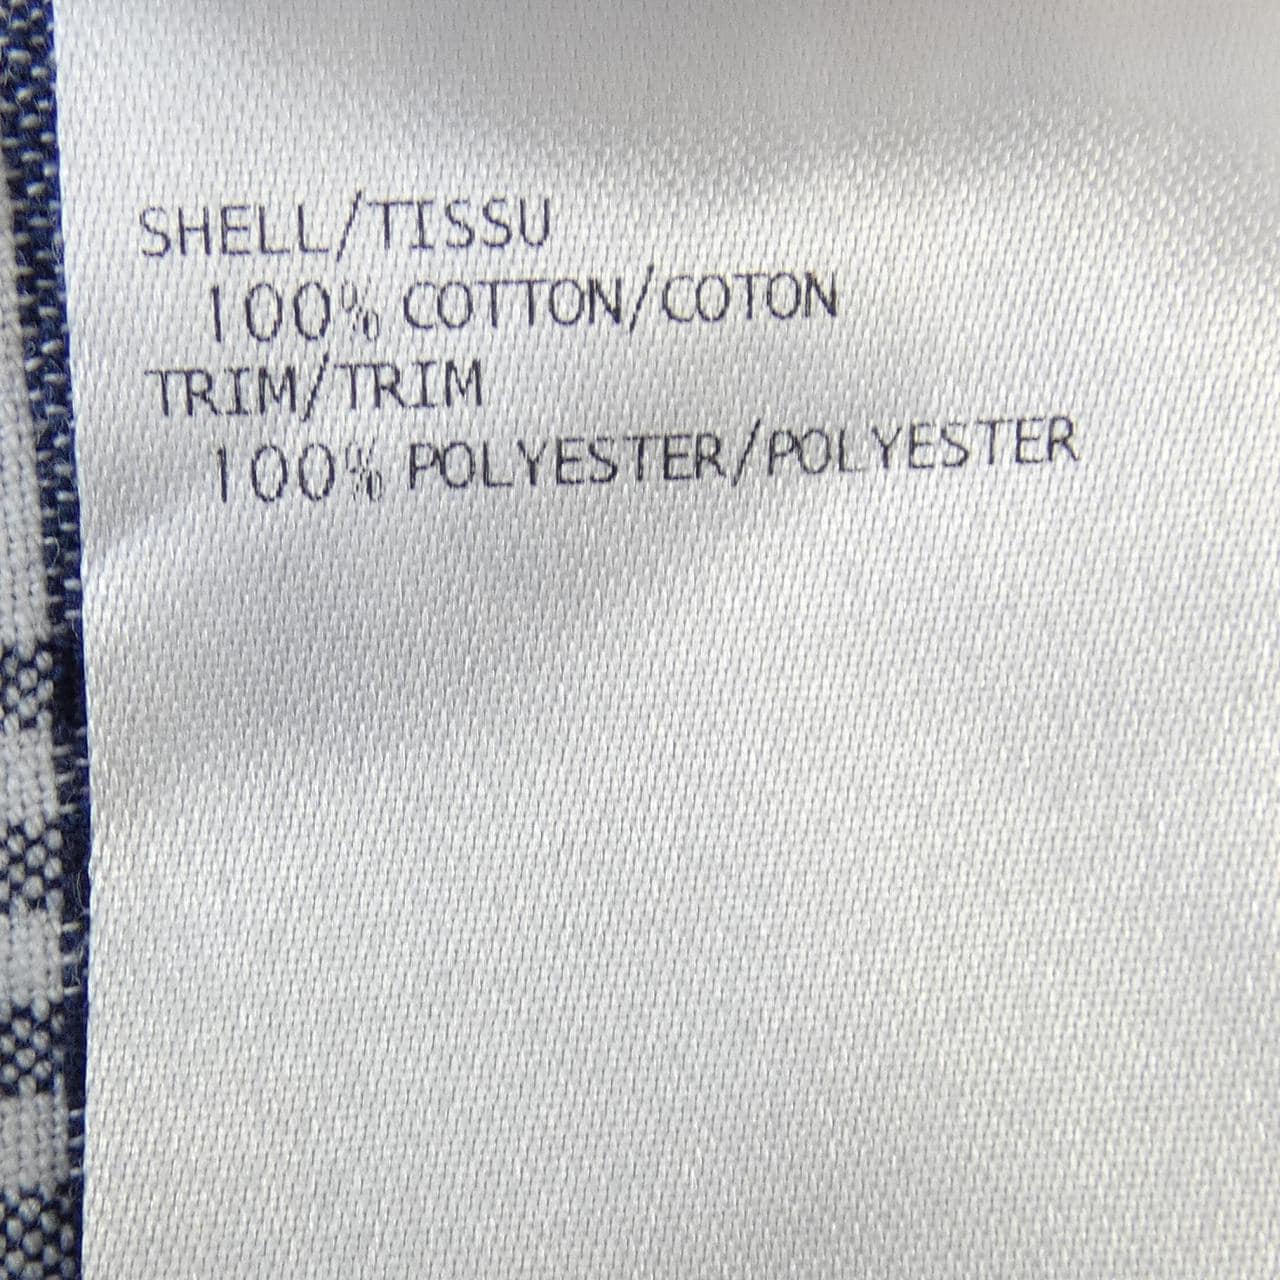 SHELL/TISSU
100% COTTON/COTON
TRIM/TRIM
100% POLYESTER/POLYESTER